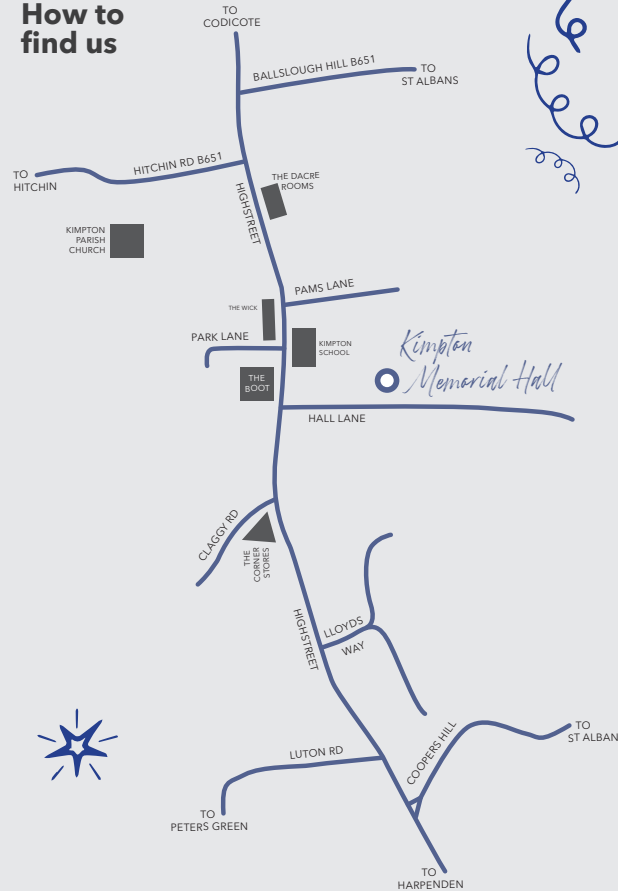 How to
find us
TO
CODICOTE
BALLSLOUGH HILL B651
TO
ST ALBANS
HITCHIN RD B651
TO
HITCHIN
THE DACRE
ROOMS
HIGHSTREET
KIMPTON
PARISH
CHURCH
PAMS LANE
THE WICK
PARK LANE
KIMPTON
SCHOOL
Kimpton
Memorial Hall
THE
BOOT
HALL LANE
CLAGGY RD
THE
CORNER
STORES
HIGHSTREET
LLOYDS
WAY
COOPERS HILL
TO
ST ALBAN
LUTON RD
TO
PETERS GREEN
TO
HARPENDEN